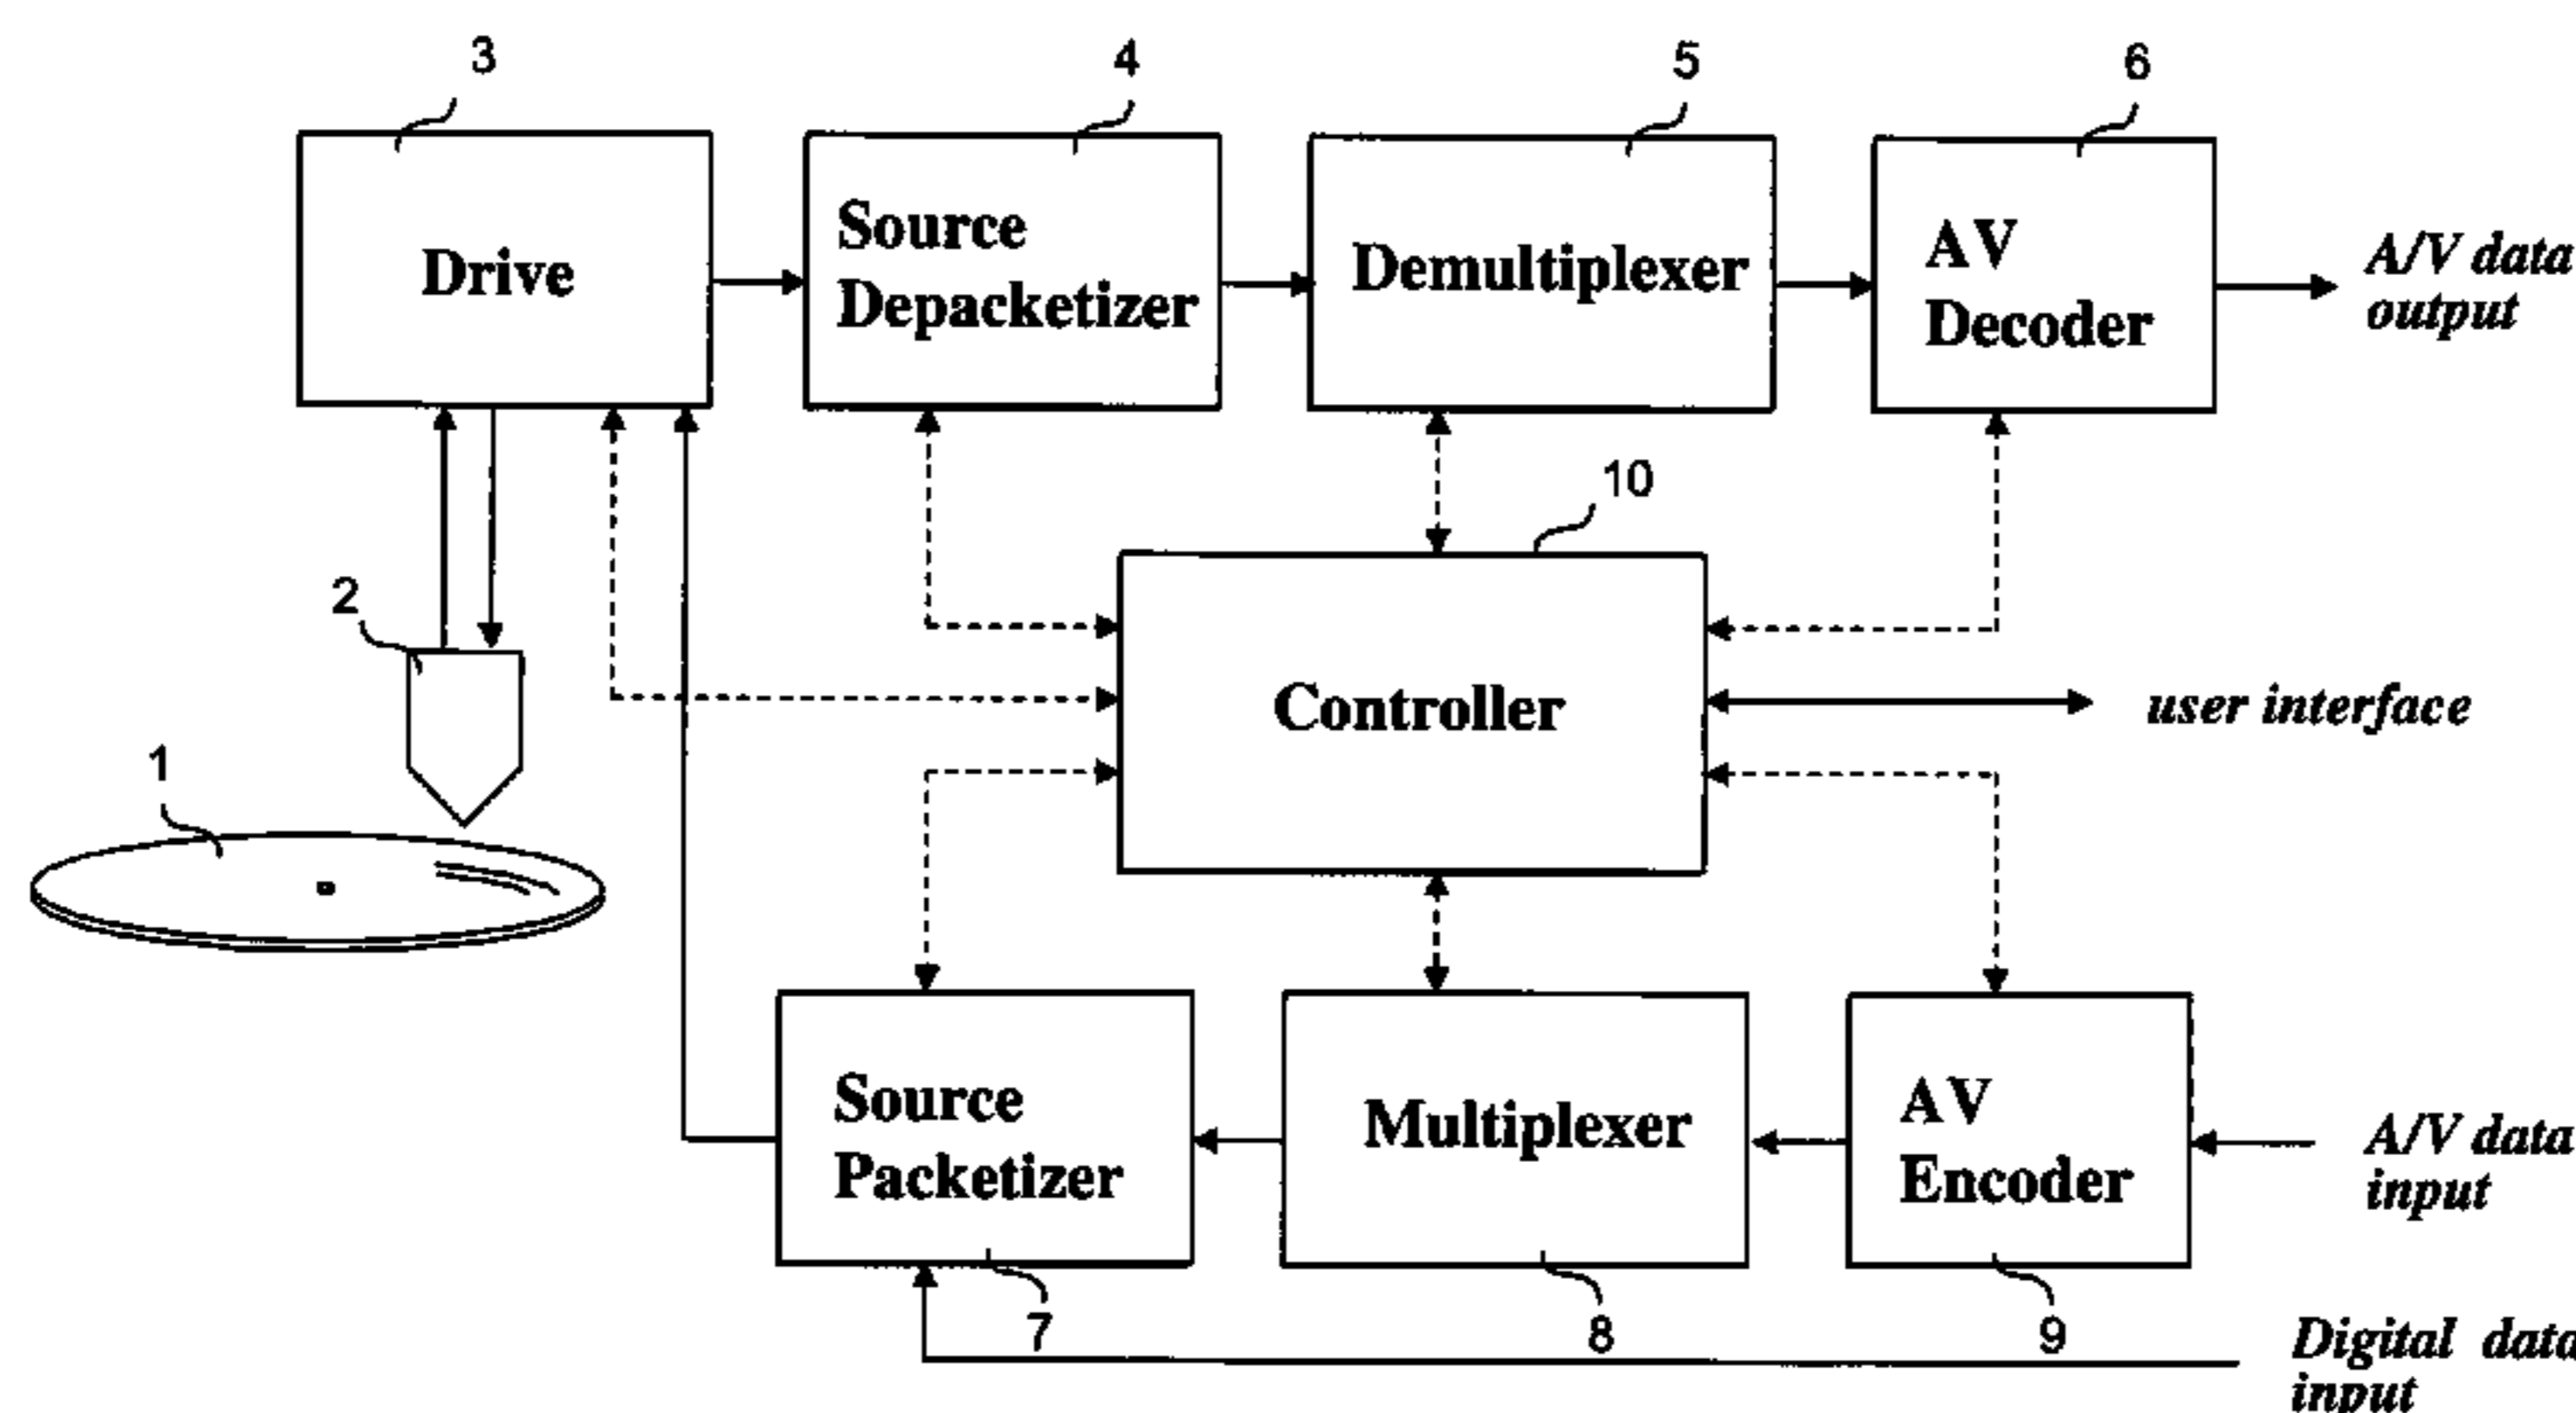 3
4
5
6
Drive
Source
Depacketizer
Demultiplexer
AV
Decoder
A/V data
output
10
2
Controller
user interface
1
Source
Packetizer
Multiplexer
AV
Encoder
A/V data
input
7
8
9
Digital data
input